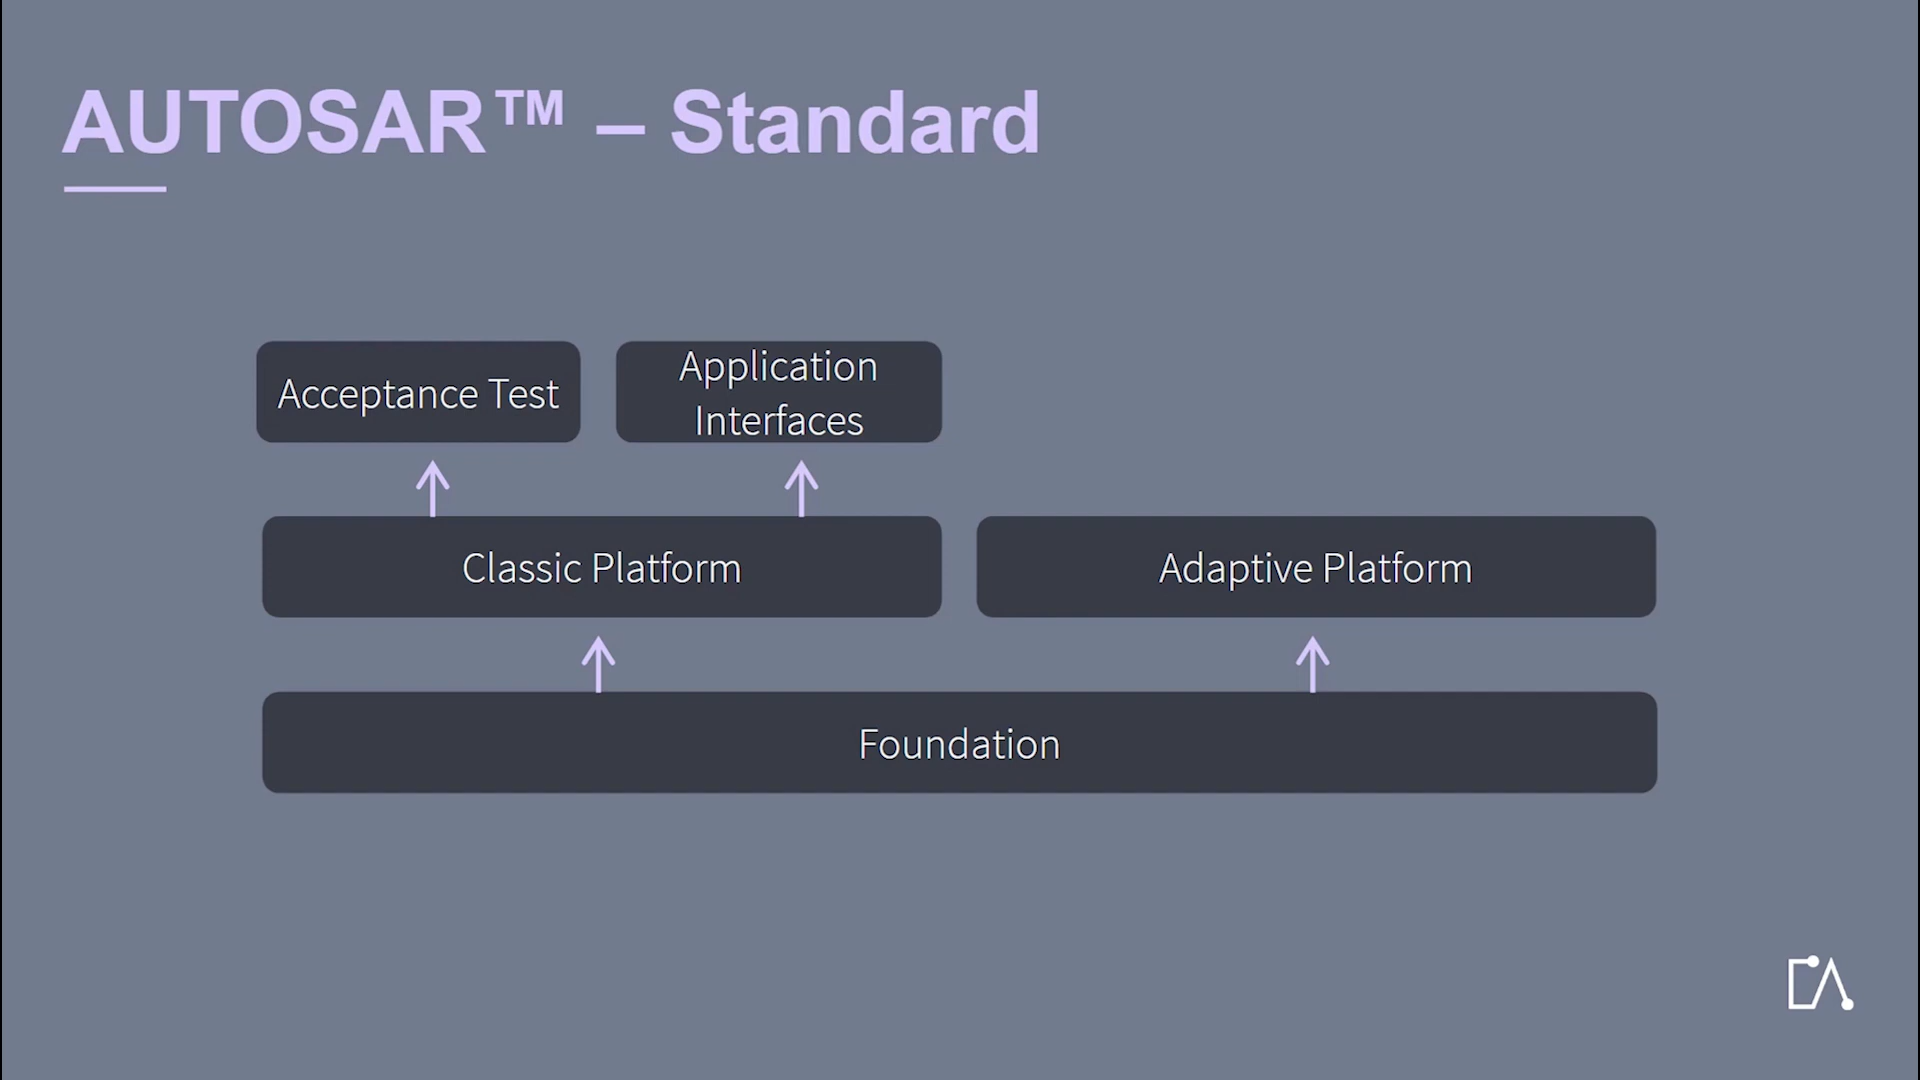 AUTOSAR™ – Standard
Acceptance Test
Application
Interfaces
Classic Platform
Adaptive Platform
Foundation